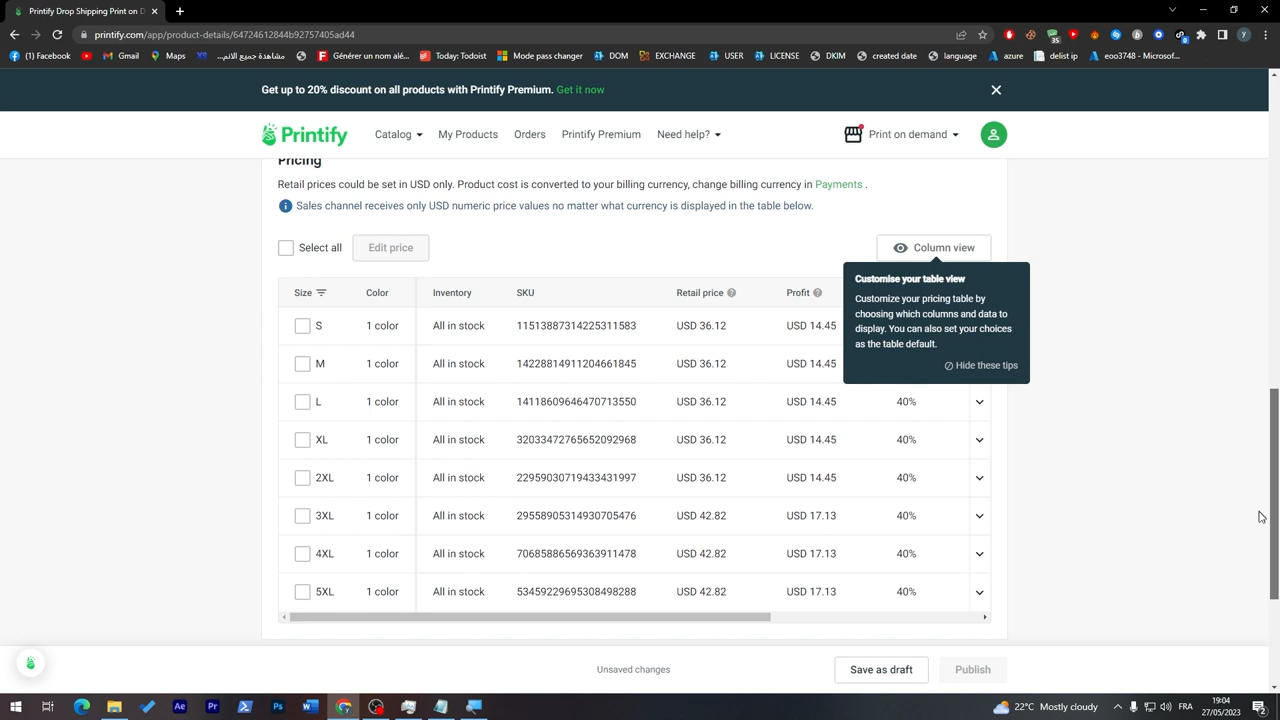 Printify Drop Shipping Print on D
printify.com/app/product-details/64724612844b92757405ad44
(1) Facebook
YouTube
Gmail
Maps
مشاهدة جميع الانت...
Générer un nom alé...
Today: Todoist
Mode pass changer
DOM
EXCHANGE
USER
LICENSE
DKIM
created date
language
azure
delist ip
eoo3748 - Microsof...
Get up to 20% discount on all products with Printify Premium. Get it now
Printify
Catalog
My Products
Orders
Printify Premium
Need help?
Print on demand
Pricing
Retail prices could be set in USD only. Product cost is converted to your billing currency, change billing currency in Payments .
Sales channel receives only USD numeric price values no matter what currency is displayed in the table below.
Select all
Edit price
Column view
Customise your table view
Customize your pricing table by
choosing which columns and data to
display. You can also set your choices
as the table default.
Hide these tips
Size Color Inventory SKU Retail price Profit
S 1 color All in stock 11513887314225311583 USD 36.12 USD 14.45
M 1 color All in stock 14228814911204661845 USD 36.12 USD 14.45
L 1 color All in stock 14118609646470713550 USD 36.12 USD 14.45 40%
XL 1 color All in stock 32033472765652092968 USD 36.12 USD 14.45 40%
2XL 1 color All in stock 22959030719433431997 USD 36.12 USD 14.45 40%
3XL 1 color All in stock 29558905314930705476 USD 42.82 USD 17.13 40%
4XL 1 color All in stock 70685886569363911478 USD 42.82 USD 17.13 40%
5XL 1 color All in stock 53459229695308498288 USD 42.82 USD 17.13 40%
Unsaved changes
Save as draft
Publish
22°C Mostly cloudy
FRA
19:04
27/05/2023